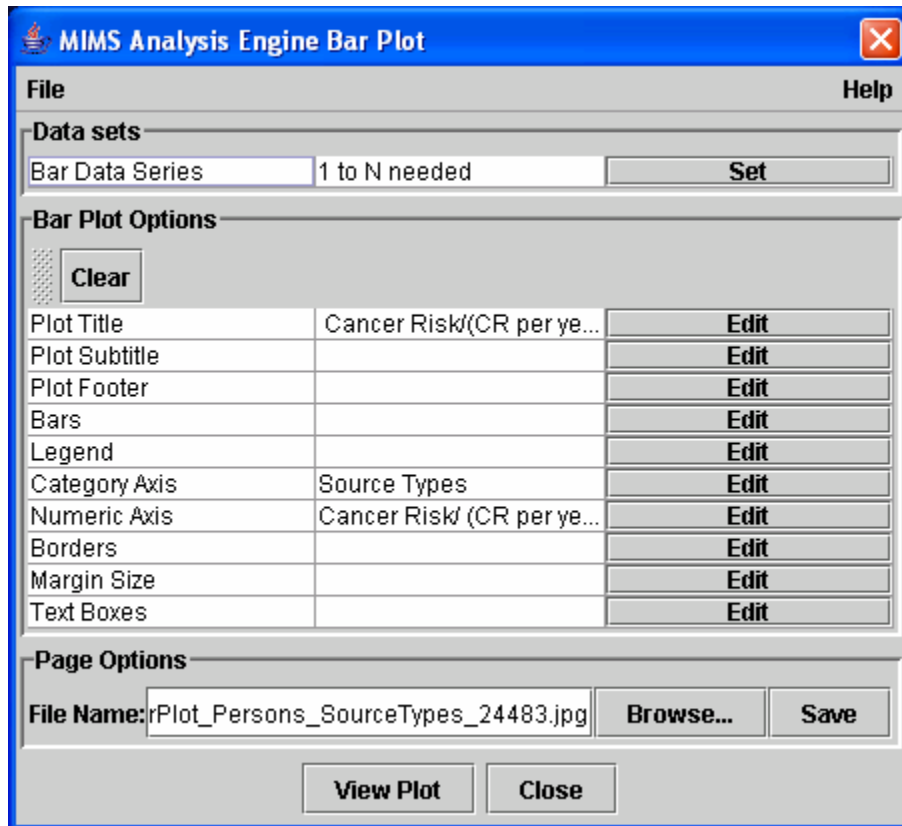 MIMS Analysis Engine Bar Plot
File Help
Data sets
Bar Data Series 1 to N needed Set
Bar Plot Options
Clear
Plot Title Cancer Risk/(CR per ye... Edit
Plot Subtitle Edit
Plot Footer Edit
Bars Edit
Legend Edit
Category Axis Source Types Edit
Numeric Axis Cancer Risk/ (CR per ye... Edit
Borders Edit
Margin Size Edit
Text Boxes Edit
Page Options
File Name: rPlot_Persons_SourceTypes_24483.jpg Browse... Save
View Plot Close